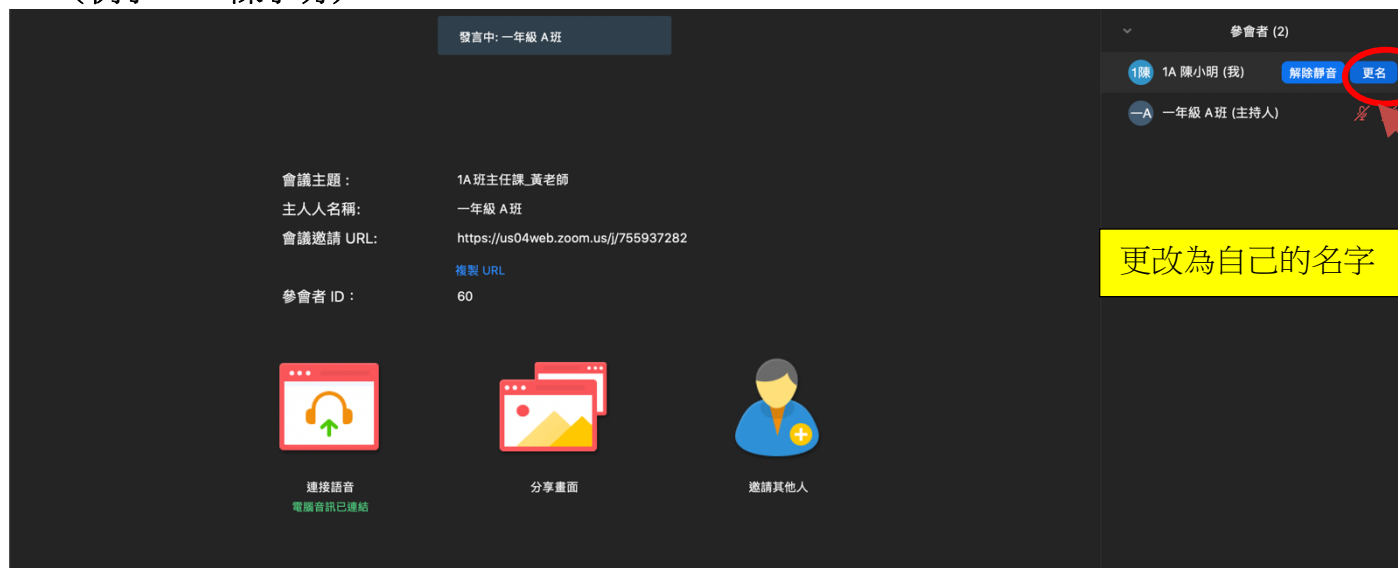 發言中: 一年級 A班
參會者 (2)
1陳 1A 陳小明 (我) 解除靜音 更名
一A 一年級 A班 (主持人)
會議主題 : 1A班主任課_黃老師
主人人名稱: 一年級 A班
會議邀請 URL: https://us04web.zoom.us/j/755937282
複製 URL
參會者 ID : 60
更改為自己的名字
連接語音 分享畫面 邀請其他人
電腦音訊已連結